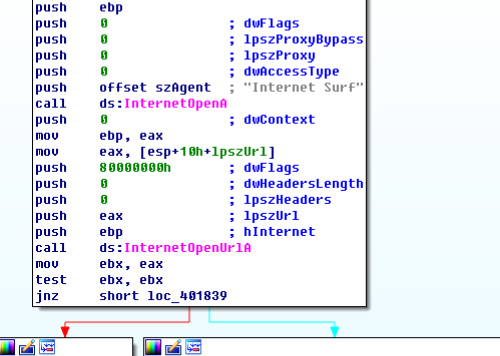 push ebp
push 0 ; dwFlags
push 0 ; lpszProxyBypass
push 0 ; lpszProxy
push 0 ; dwAccessType
push offset szAgent ; "Internet Surf"
call ds:InternetOpenA
push 0 ; dwContext
mov ebp, eax
mov eax, [esp+10h+lpszUrl]
push 80000000h ; dwFlags
push 0 ; dwHeadersLength
push 0 ; lpszHeaders
push eax ; lpszUrl
push ebp ; hInternet
call ds:InternetOpenUrlA
mov ebx, eax
test ebx, ebx
jnz short loc_401839